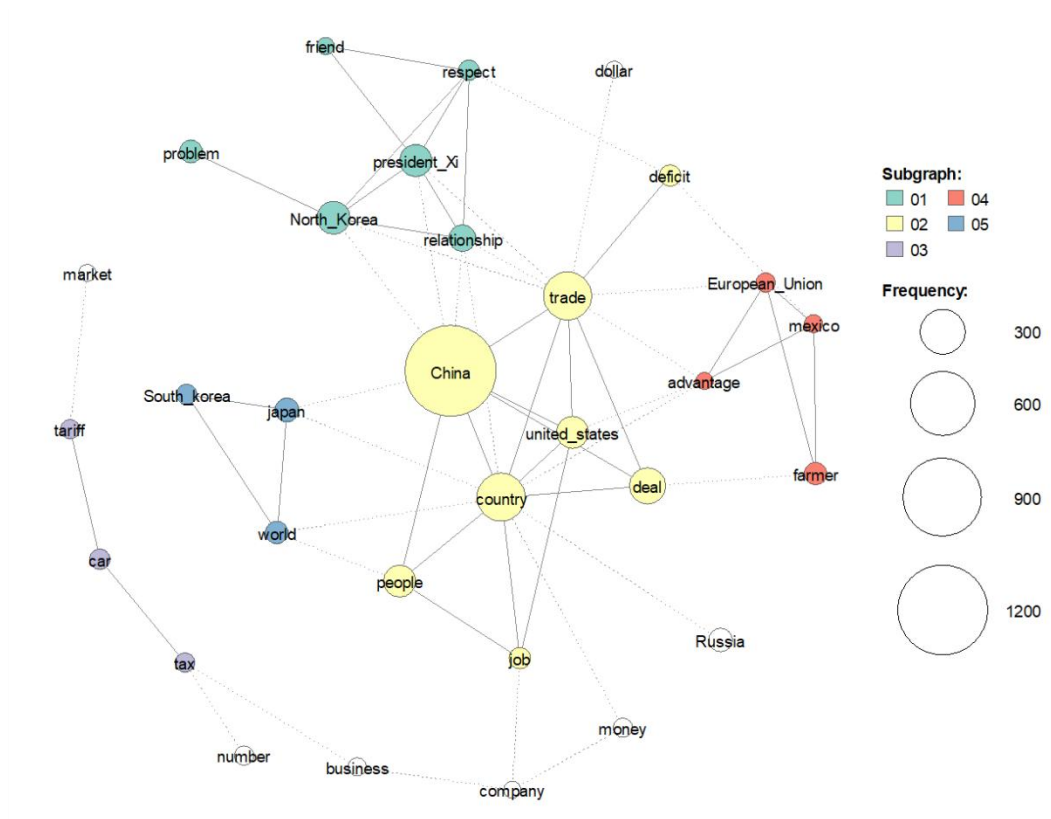 friend
respect
dollar
problem
president_Xi
deficit
North_Korea
relationship
market
trade
European_Union
mexico
China
advantage
South_korea
japan
tariff
united_states
country
deal
farmer
world
car
people
Russia
job
tax
money
number
business
company
Subgraph:
01 04
02 05
03
Frequency:
300
600
900
1200